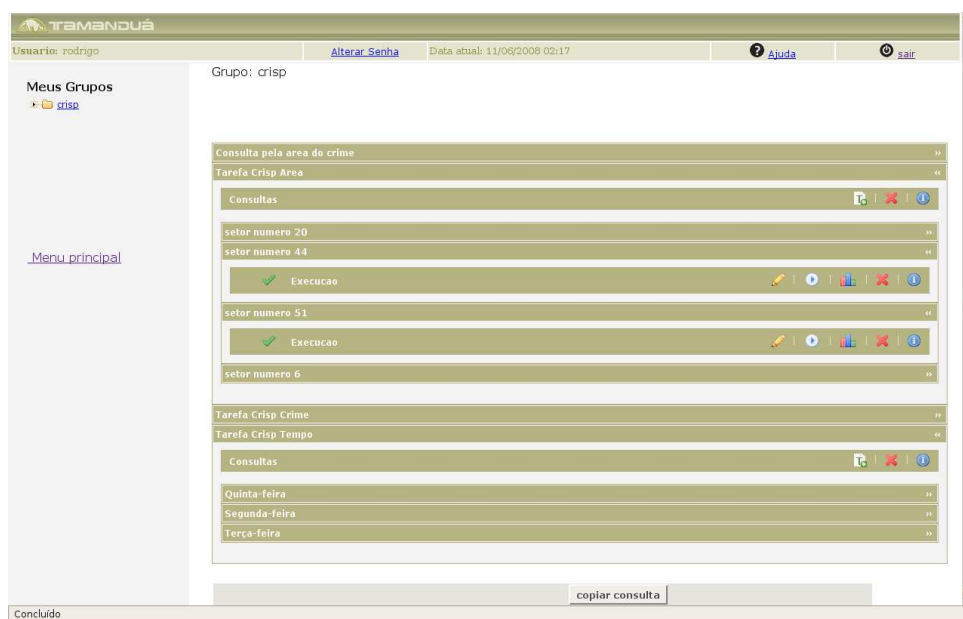 TAMANDUÁ
Usuario: rodrigo Alterar Senha Data atual: 11/06/2008 02:17 Ajuda sair
Grupo: crisp
Meus Grupos
crisp
Consulta pela area do crime
Tarefa Crisp Area
Consultas
setor numero 20
setor numero 44
Execucao
setor numero 51
Execucao
setor numero 6
Menu principal
Tarefa Crisp Crime
Tarefa Crisp Tempo
Consultas
Quinta-feira
Segunda-feira
Terça-feira
copiar consulta
Concluído